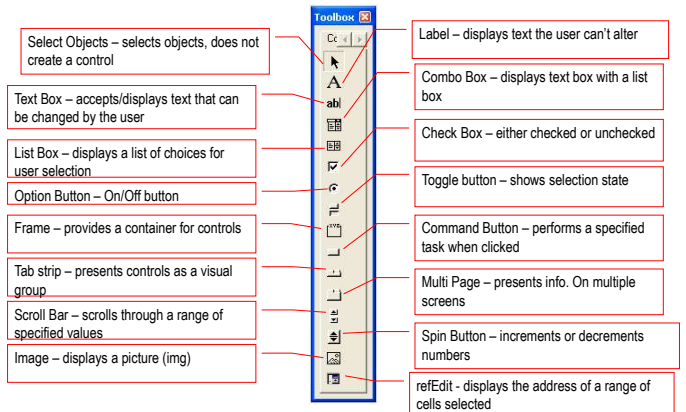 Toolbox
Co
A
ab|
XYZ
Select Objects – selects objects, does not
create a control
Text Box – accepts/displays text that can
be changed by the user
List Box – displays a list of choices for
user selection
Option Button – On/Off button
Frame – provides a container for controls
Tab strip – presents controls as a visual
group
Scroll Bar – scrolls through a range of
specified values
Image – displays a picture (img)
Label – displays text the user can’t alter
Combo Box – displays text box with a list
box
Check Box – either checked or unchecked
Toggle button – shows selection state
Command Button – performs a specified
task when clicked
Multi Page – presents info. On multiple
screens
Spin Button – increments or decrements
numbers
refEdit - displays the address of a range of
cells selected